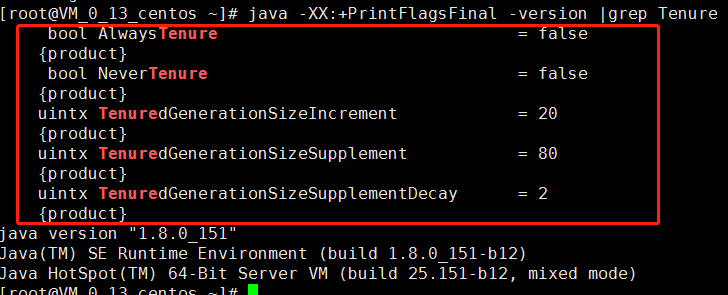 [root@VM_0_13_centos ~]# java -XX:+PrintFlagsFinal -version |grep Tenure
bool AlwaysTenure = false
{product}
bool NeverTenure = false
{product}
uintx TenuredGenerationSizeIncrement = 20
{product}
uintx TenuredGenerationSizeSupplement = 80
{product}
uintx TenuredGenerationSizeSupplementDecay = 2
{product}
java version "1.8.0_151"
Java(TM) SE Runtime Environment (build 1.8.0_151-b12)
Java HotSpot(TM) 64-Bit Server VM (build 25.151-b12, mixed mode)
[root@VM_0_13_centos ~]#